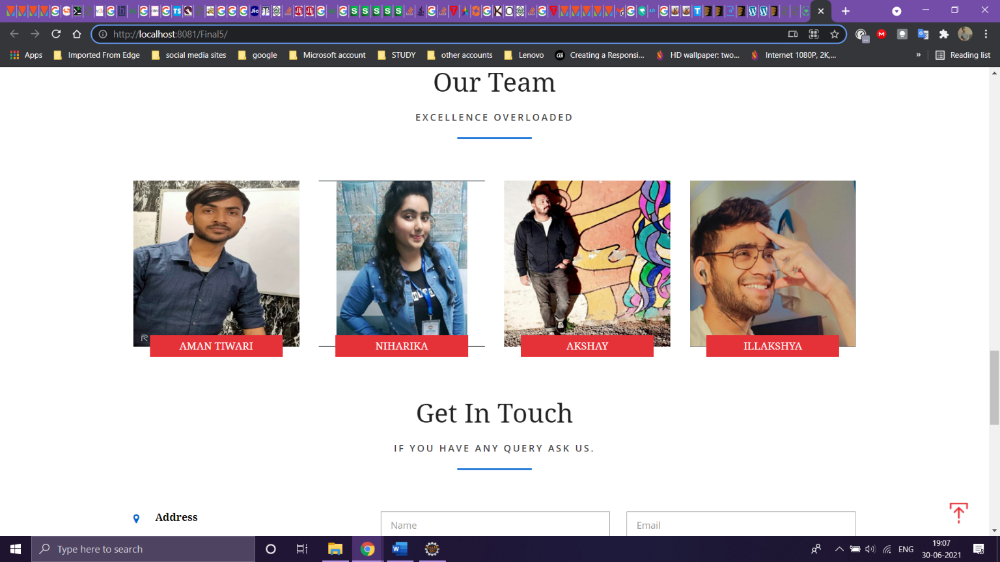 http://localhost:8081/Final5/
Apps
Imported From Edge
social media sites
google
Microsoft account
STUDY
other accounts
Lenovo
Creating a Responsi...
HD wallpaper: two...
Internet 1080P, 2K,...
»
Reading list
Our Team
EXCELLENCE OVERLOADED
AMAN TIWARI
NIHARIKA
AKSHAY
ILLAKSHYA
Get In Touch
IF YOU HAVE ANY QUERY ASK US.
Address
Name
Email
Type here to search
ENG
19:07
30-06-2021